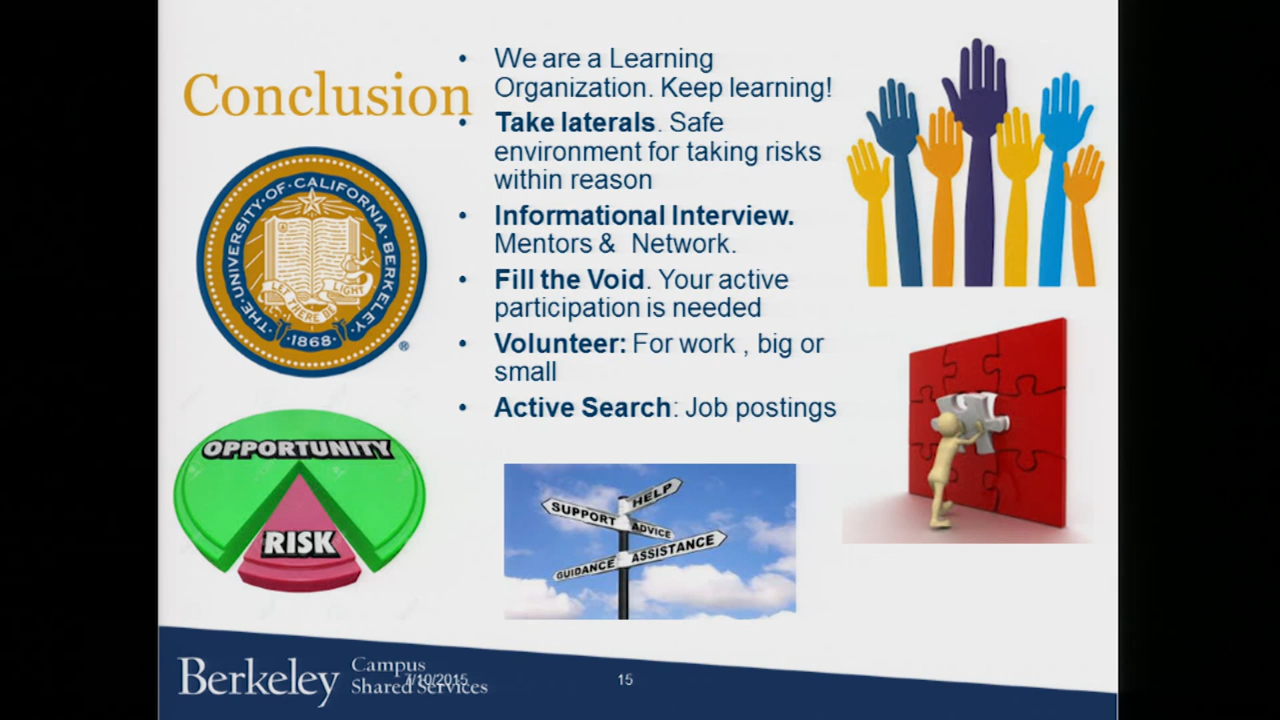 Conclusion
• We are a Learning
Organization. Keep learning!
• Take laterals. Safe
environment for taking risks
within reason
• Informational Interview.
Mentors & Network.
• Fill the Void. Your active
participation is needed
• Volunteer: For work , big or
small
• Active Search: Job postings
THE·UNIVERSITY·OF·CALIFORNIA·BERKELEY·
LET THERE BE LIGHT
·1868·
®
OPPORTUNITY
RISK
HELP
SUPPORT
ADVICE
ASSISTANCE
GUIDANCE
Berkeley
Campus
Shared Services
7/10/2015
15